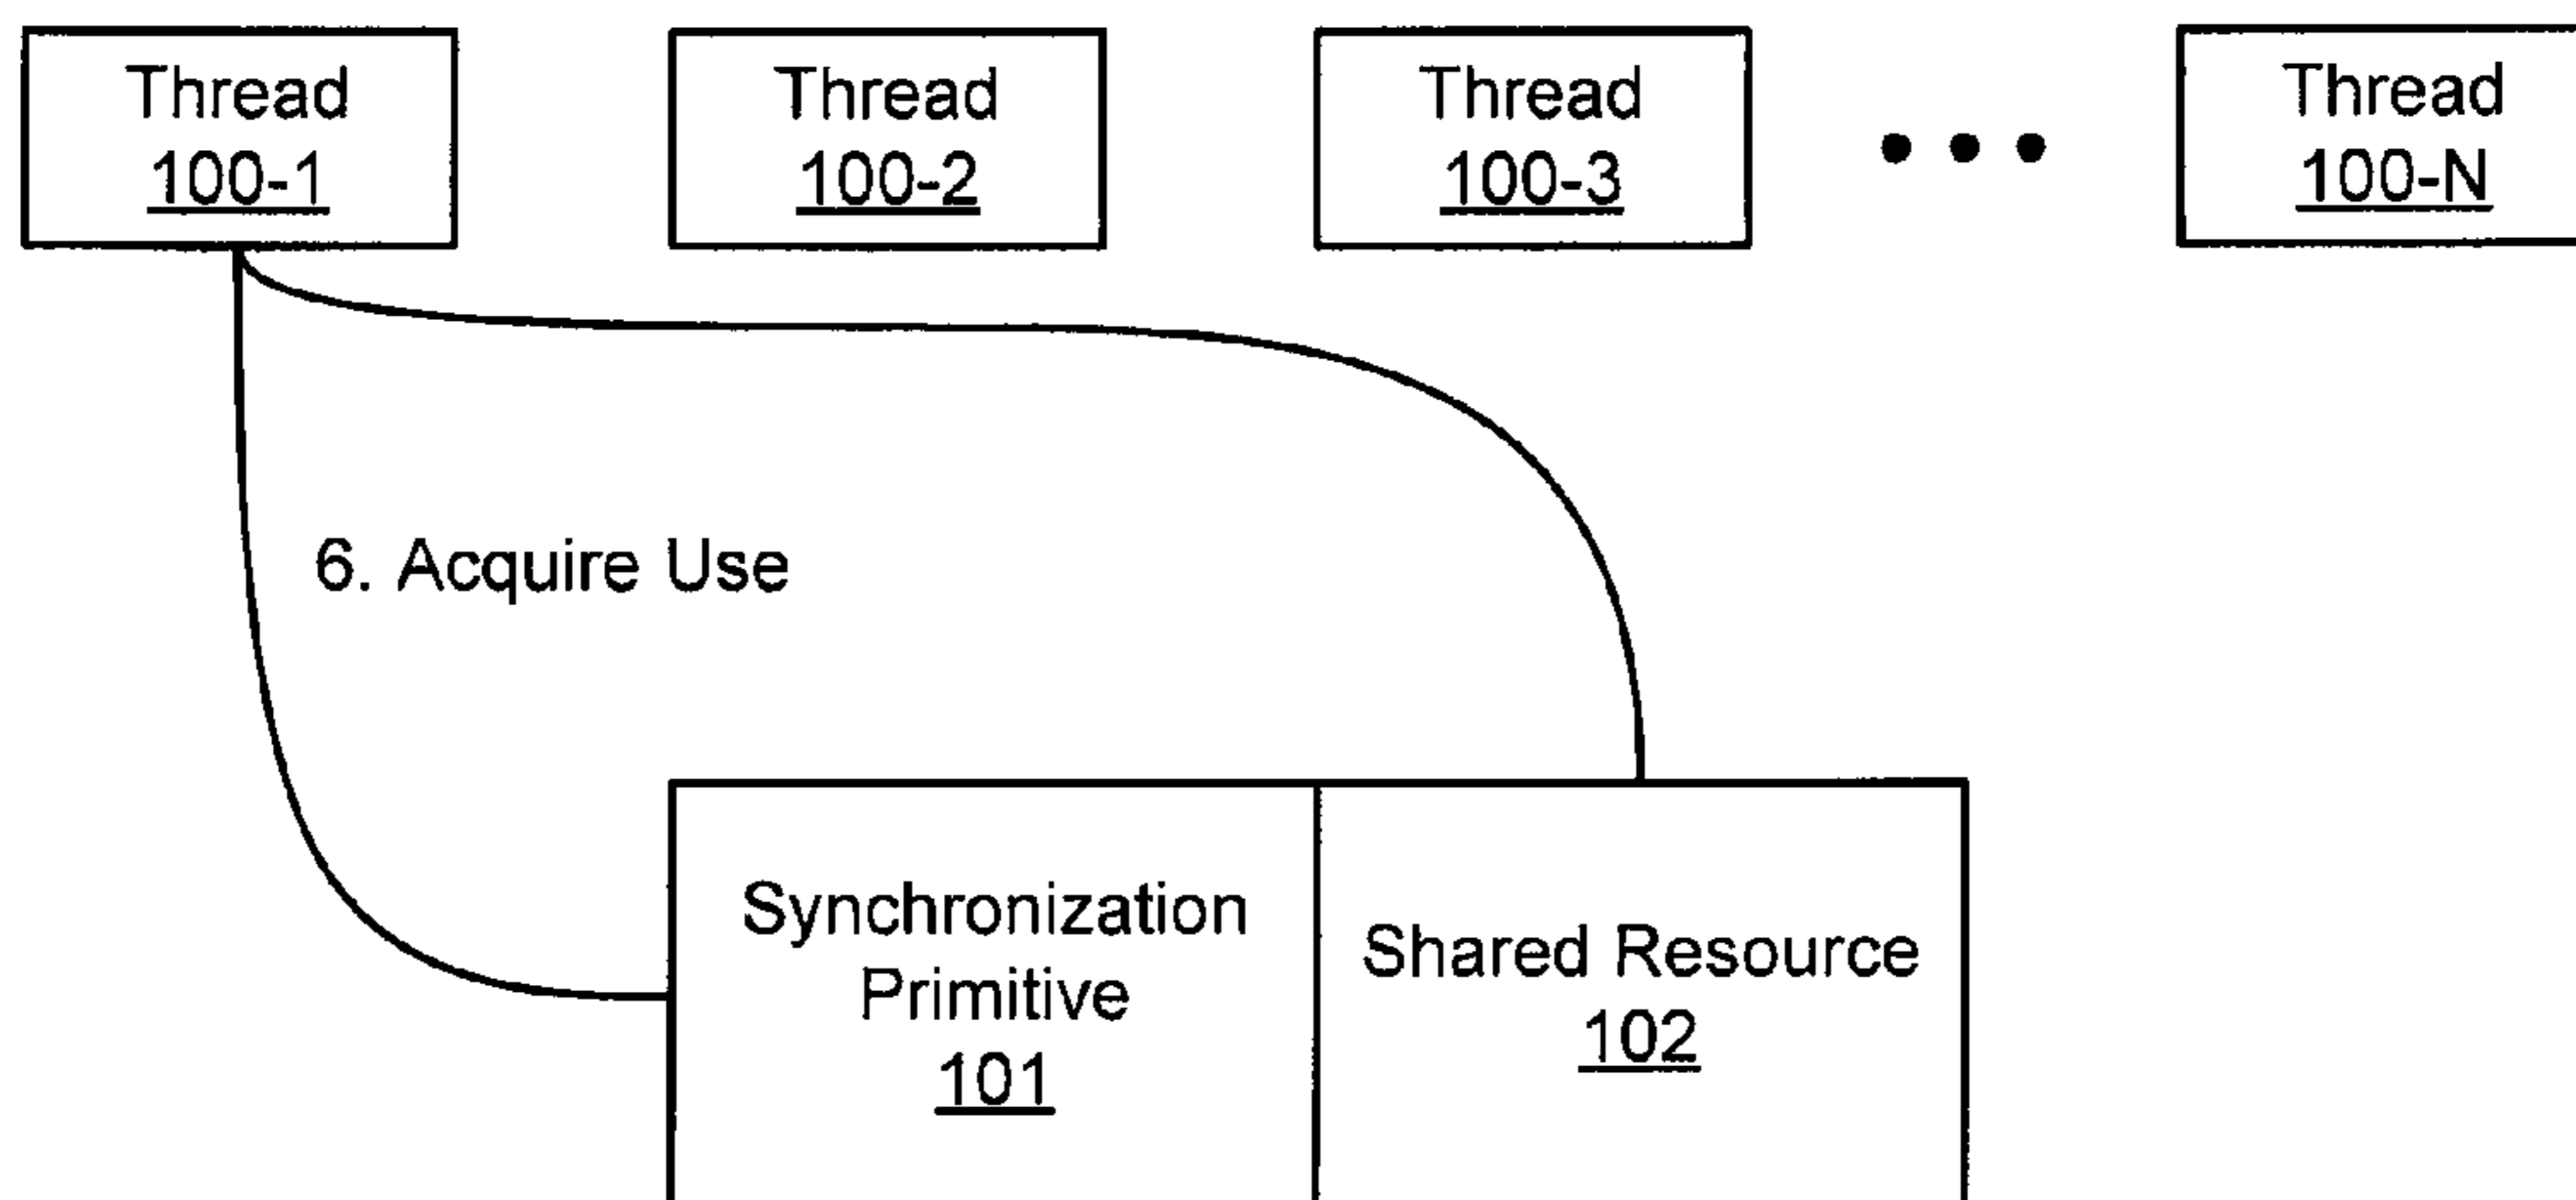 Thread
100-1
Thread
100-2
Thread
100-3
Thread
100-N
6. Acquire Use
Synchronization
Primitive
101
Shared Resource
102